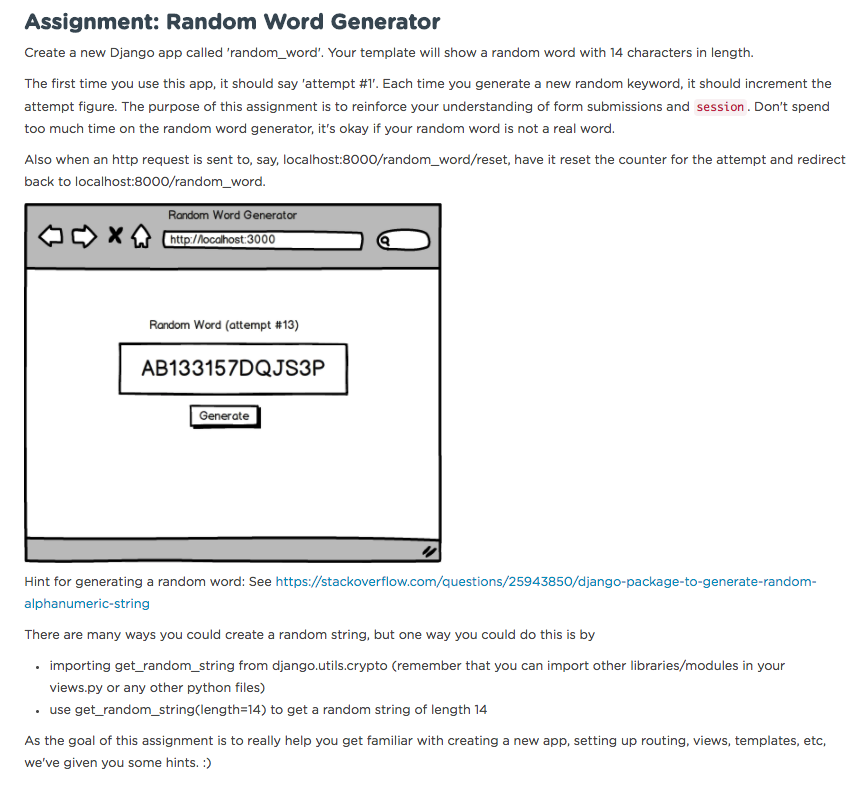 Assignment: Random Word Generator
Create a new Django app called 'random_word'. Your template will show a random word with 14 characters in length.
The first time you use this app, it should say 'attempt #1'. Each time you generate a new random keyword, it should increment the
attempt figure. The purpose of this assignment is to reinforce your understanding of form submissions and session. Don't spend
too much time on the random word generator, it's okay if your random word is not a real word.
Also when an http request is sent to, say, localhost:8000/random_word/reset, have it reset the counter for the attempt and redirect
back to localhost:8000/random_word.
Random Word Generator
http://localhost:3000
Random Word (attempt #13)
AB133157DQJS3P
Generate
Hint for generating a random word: See https://stackoverflow.com/questions/25943850/django-package-to-generate-random-
alphanumeric-string
There are many ways you could create a random string, but one way you could do this is by
• importing get_random_string from django.utils.crypto (remember that you can import other libraries/modules in your
views.py or any other python files)
• use get_random_string(length=14) to get a random string of length 14
As the goal of this assignment is to really help you get familiar with creating a new app, setting up routing, views, templates, etc,
we've given you some hints. :)